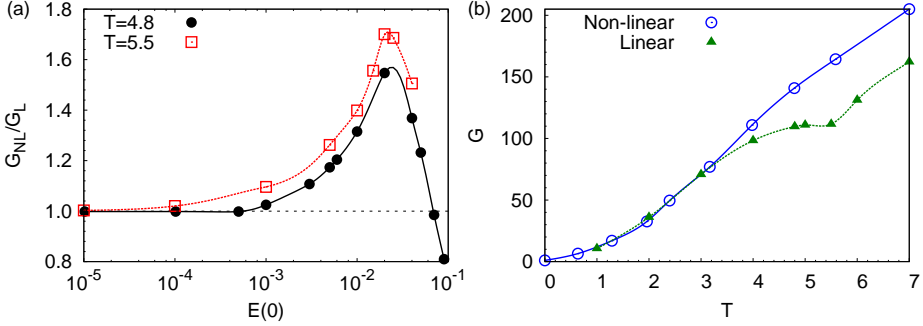 (a)
T=4.8
T=5.5
G_NL/G_L
1.8
1.6
1.4
1.2
1.0
0.8
10^-5
10^-4
10^-3
10^-2
10^-1
E(0)
(b)
Non-linear
Linear
G
200
150
100
50
0
0 1 2 3 4 5 6 7
T